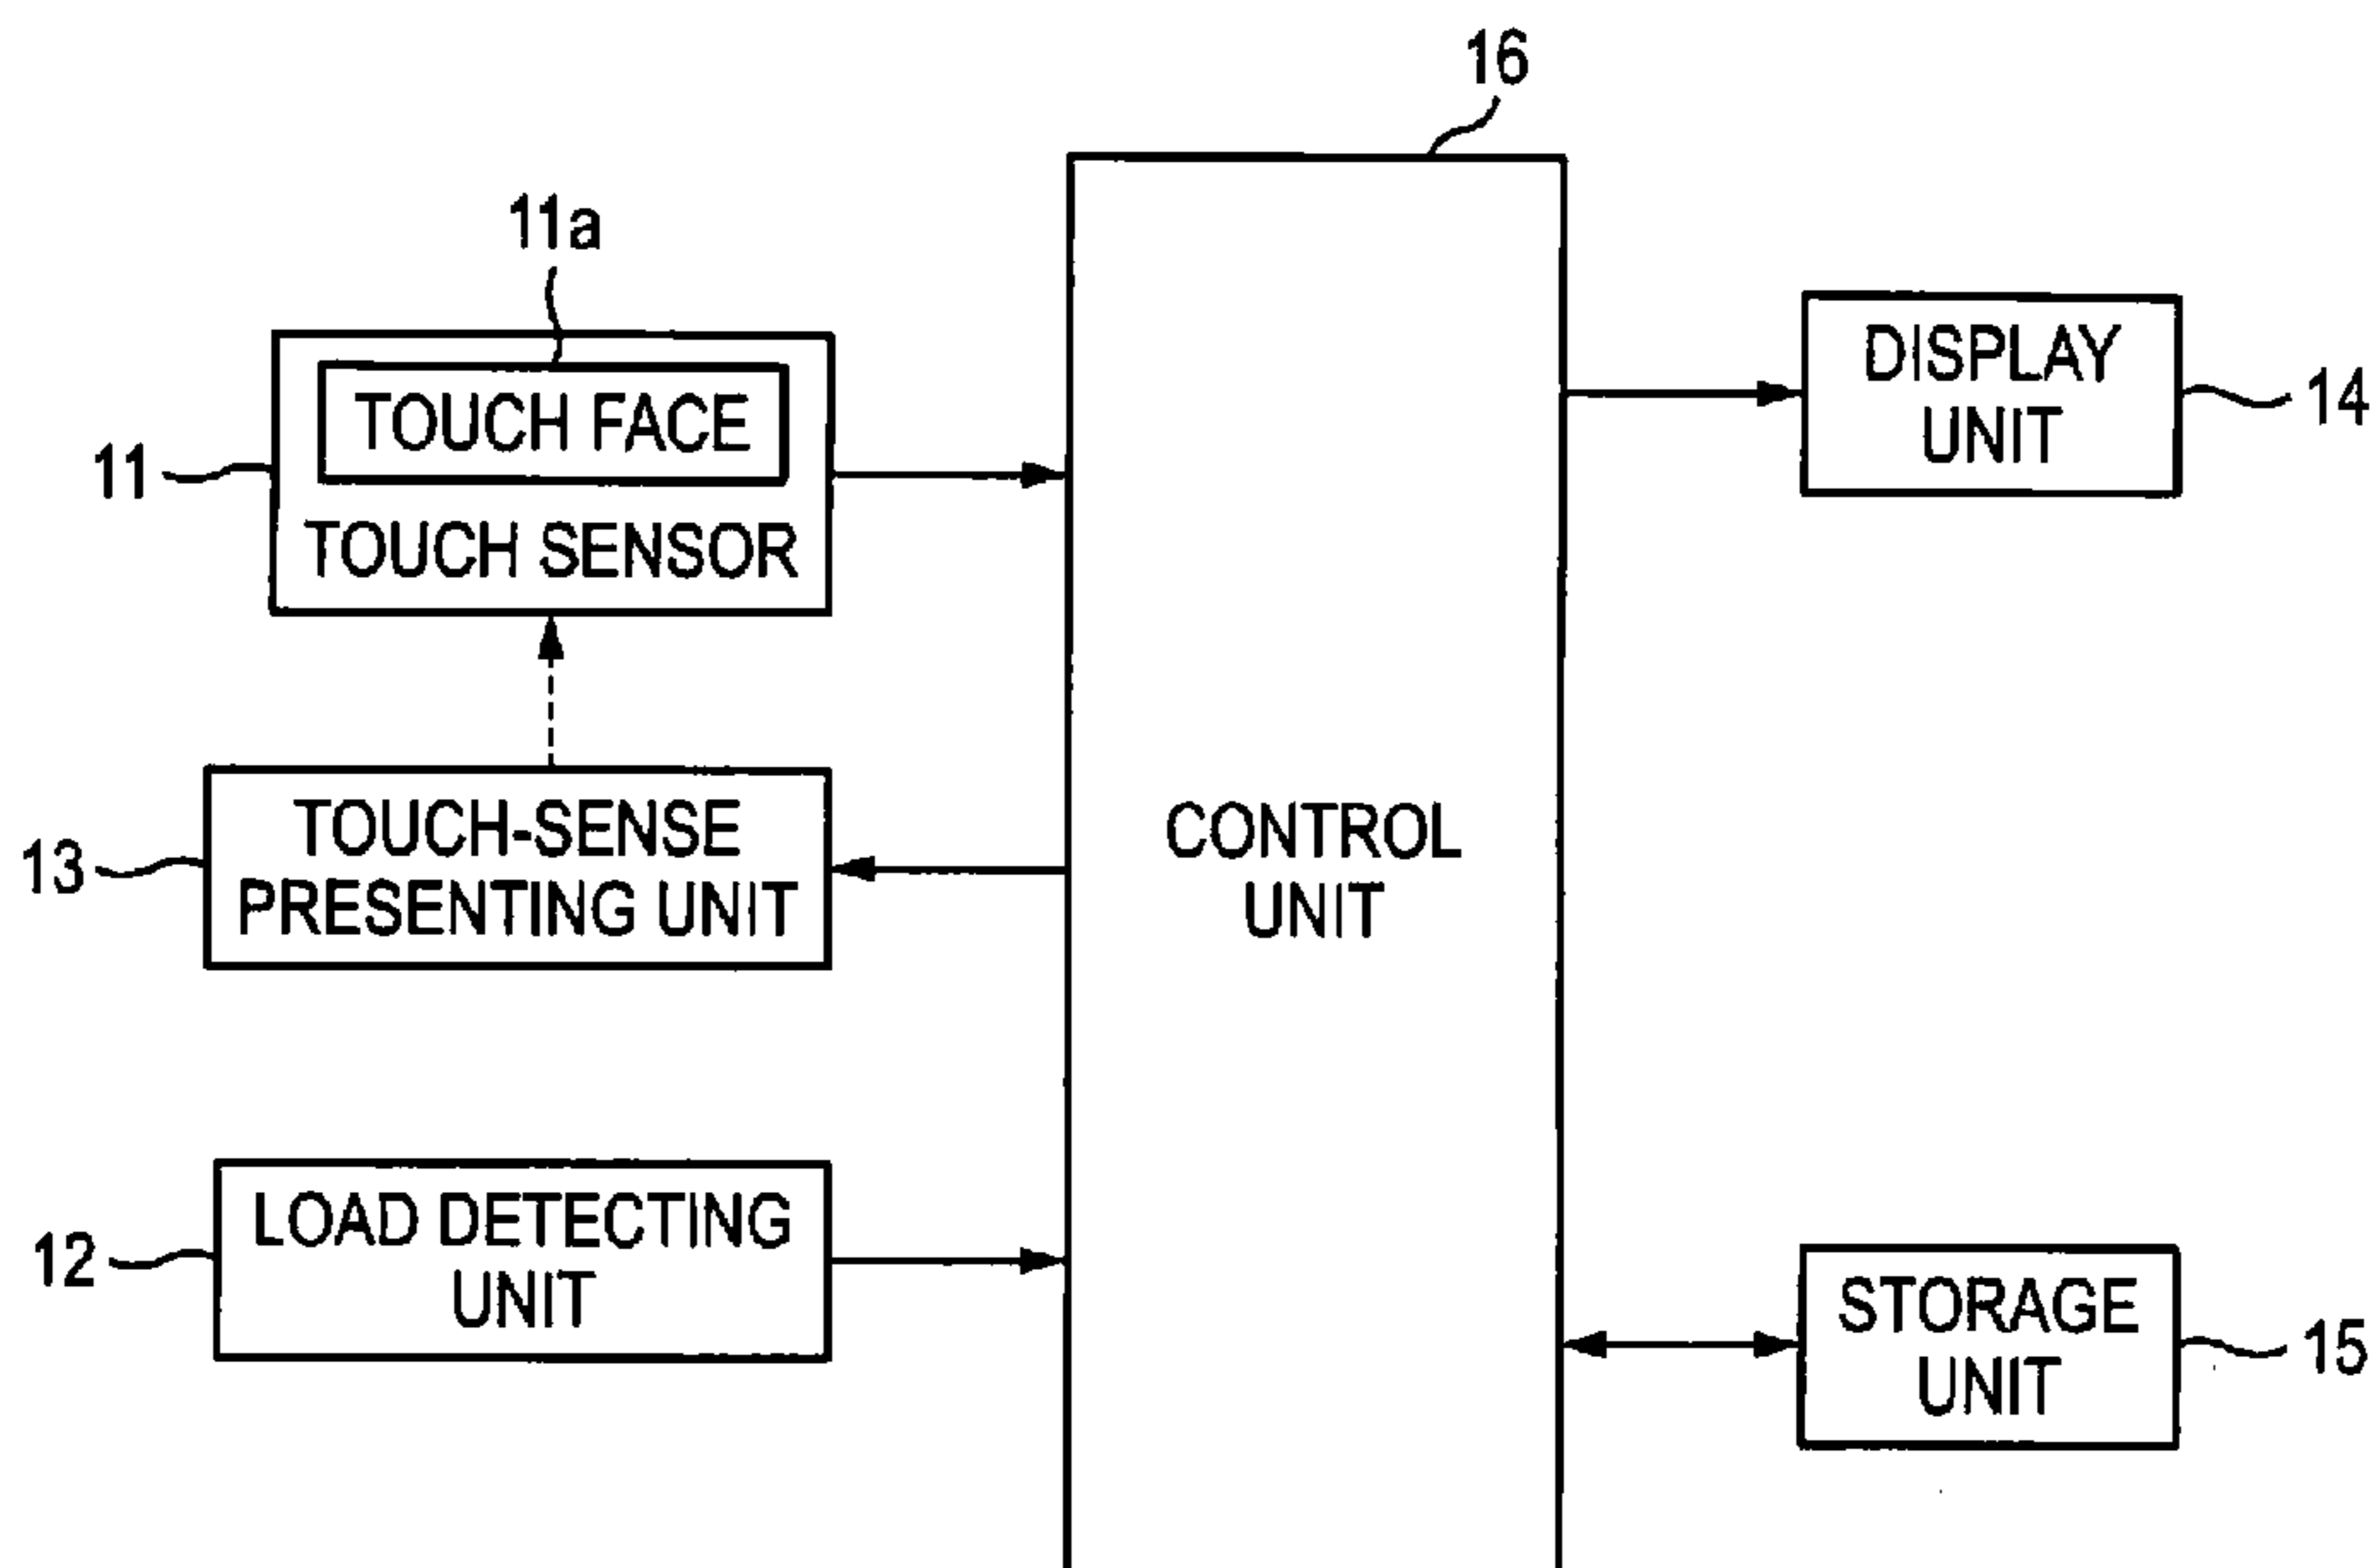 16
11a
TOUCH FACE
11
TOUCH SENSOR
DISPLAY
UNIT
14
13
TOUCH-SENSE
PRESENTING UNIT
CONTROL
UNIT
12
LOAD DETECTING
UNIT
STORAGE
UNIT
15